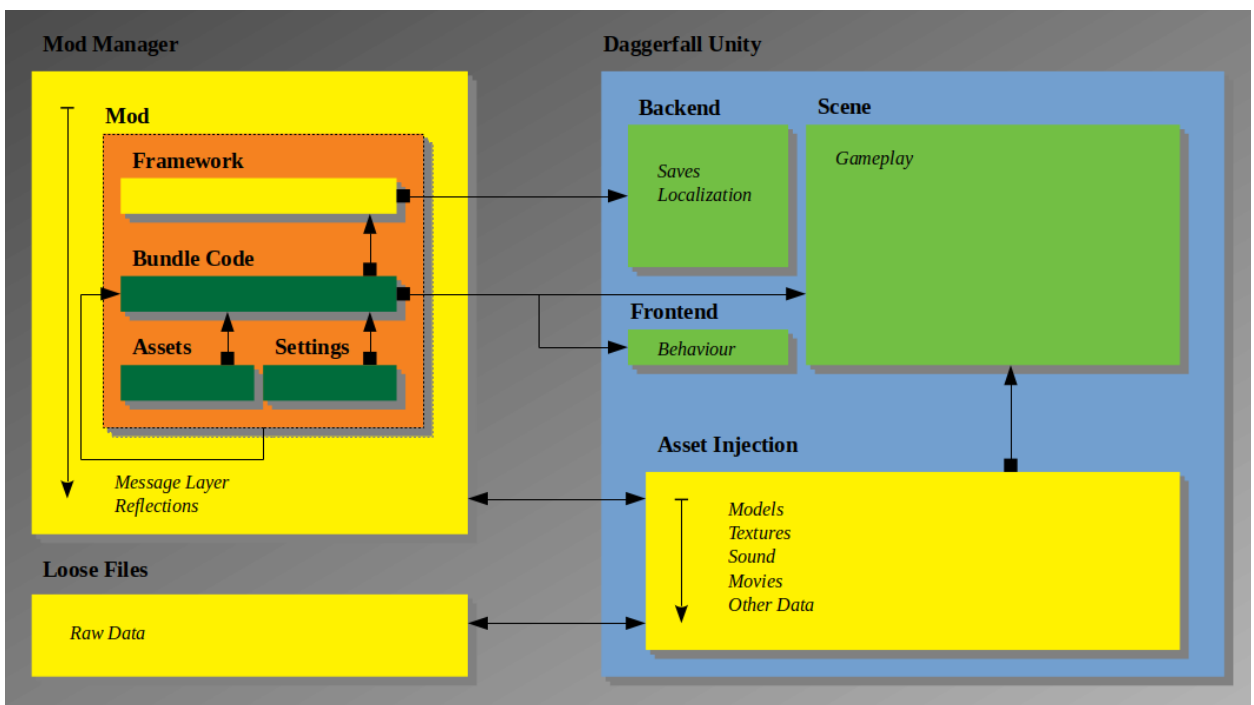 Mod Manager
Mod
Framework
Bundle Code
Assets
Settings
Message Layer
Reflections
Loose Files
Raw Data
Daggerfall Unity
Backend
Saves
Localization
Scene
Gameplay
Frontend
Behaviour
Asset Injection
Models
Textures
Sound
Movies
Other Data